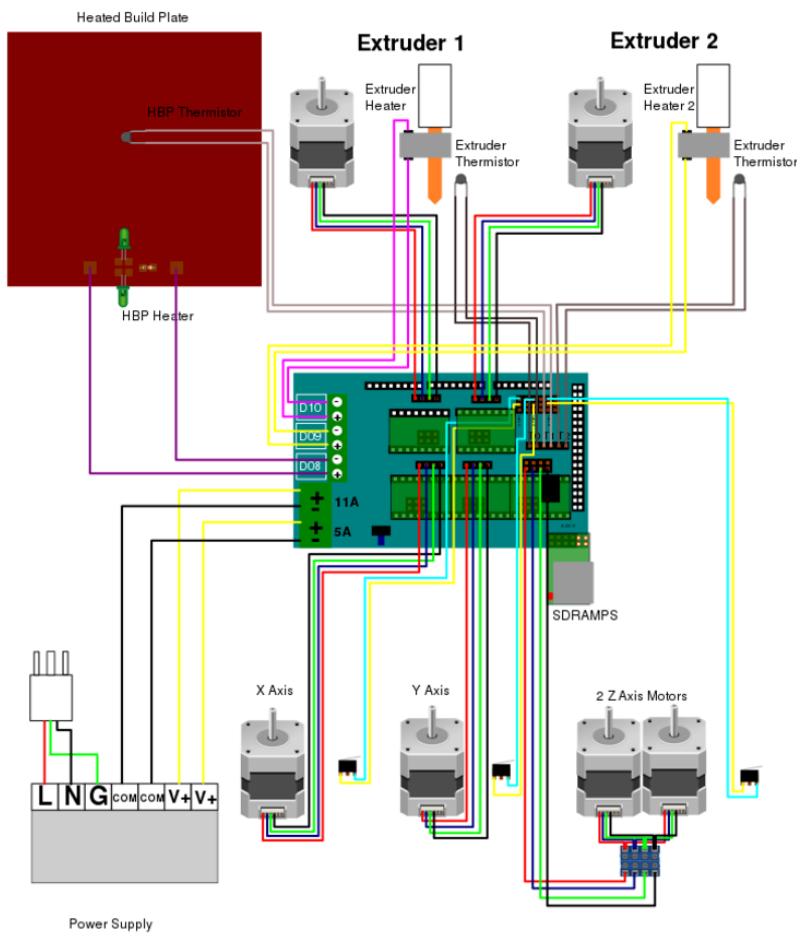 Heated Build Plate
Extruder 1
Extruder 2
Extruder
Heater
Extruder
Heater 2
HBP Thermistor
Extruder
Thermistor
Extruder
Thermistor
HBP Heater
D10
D09
D08
-
+
-
+
-
+
+
-
11A
+
-
5A
SDRAMPS
X Axis
Y Axis
2 Z Axis Motors
L
N
G
COM
COM
V+
V+
Power Supply